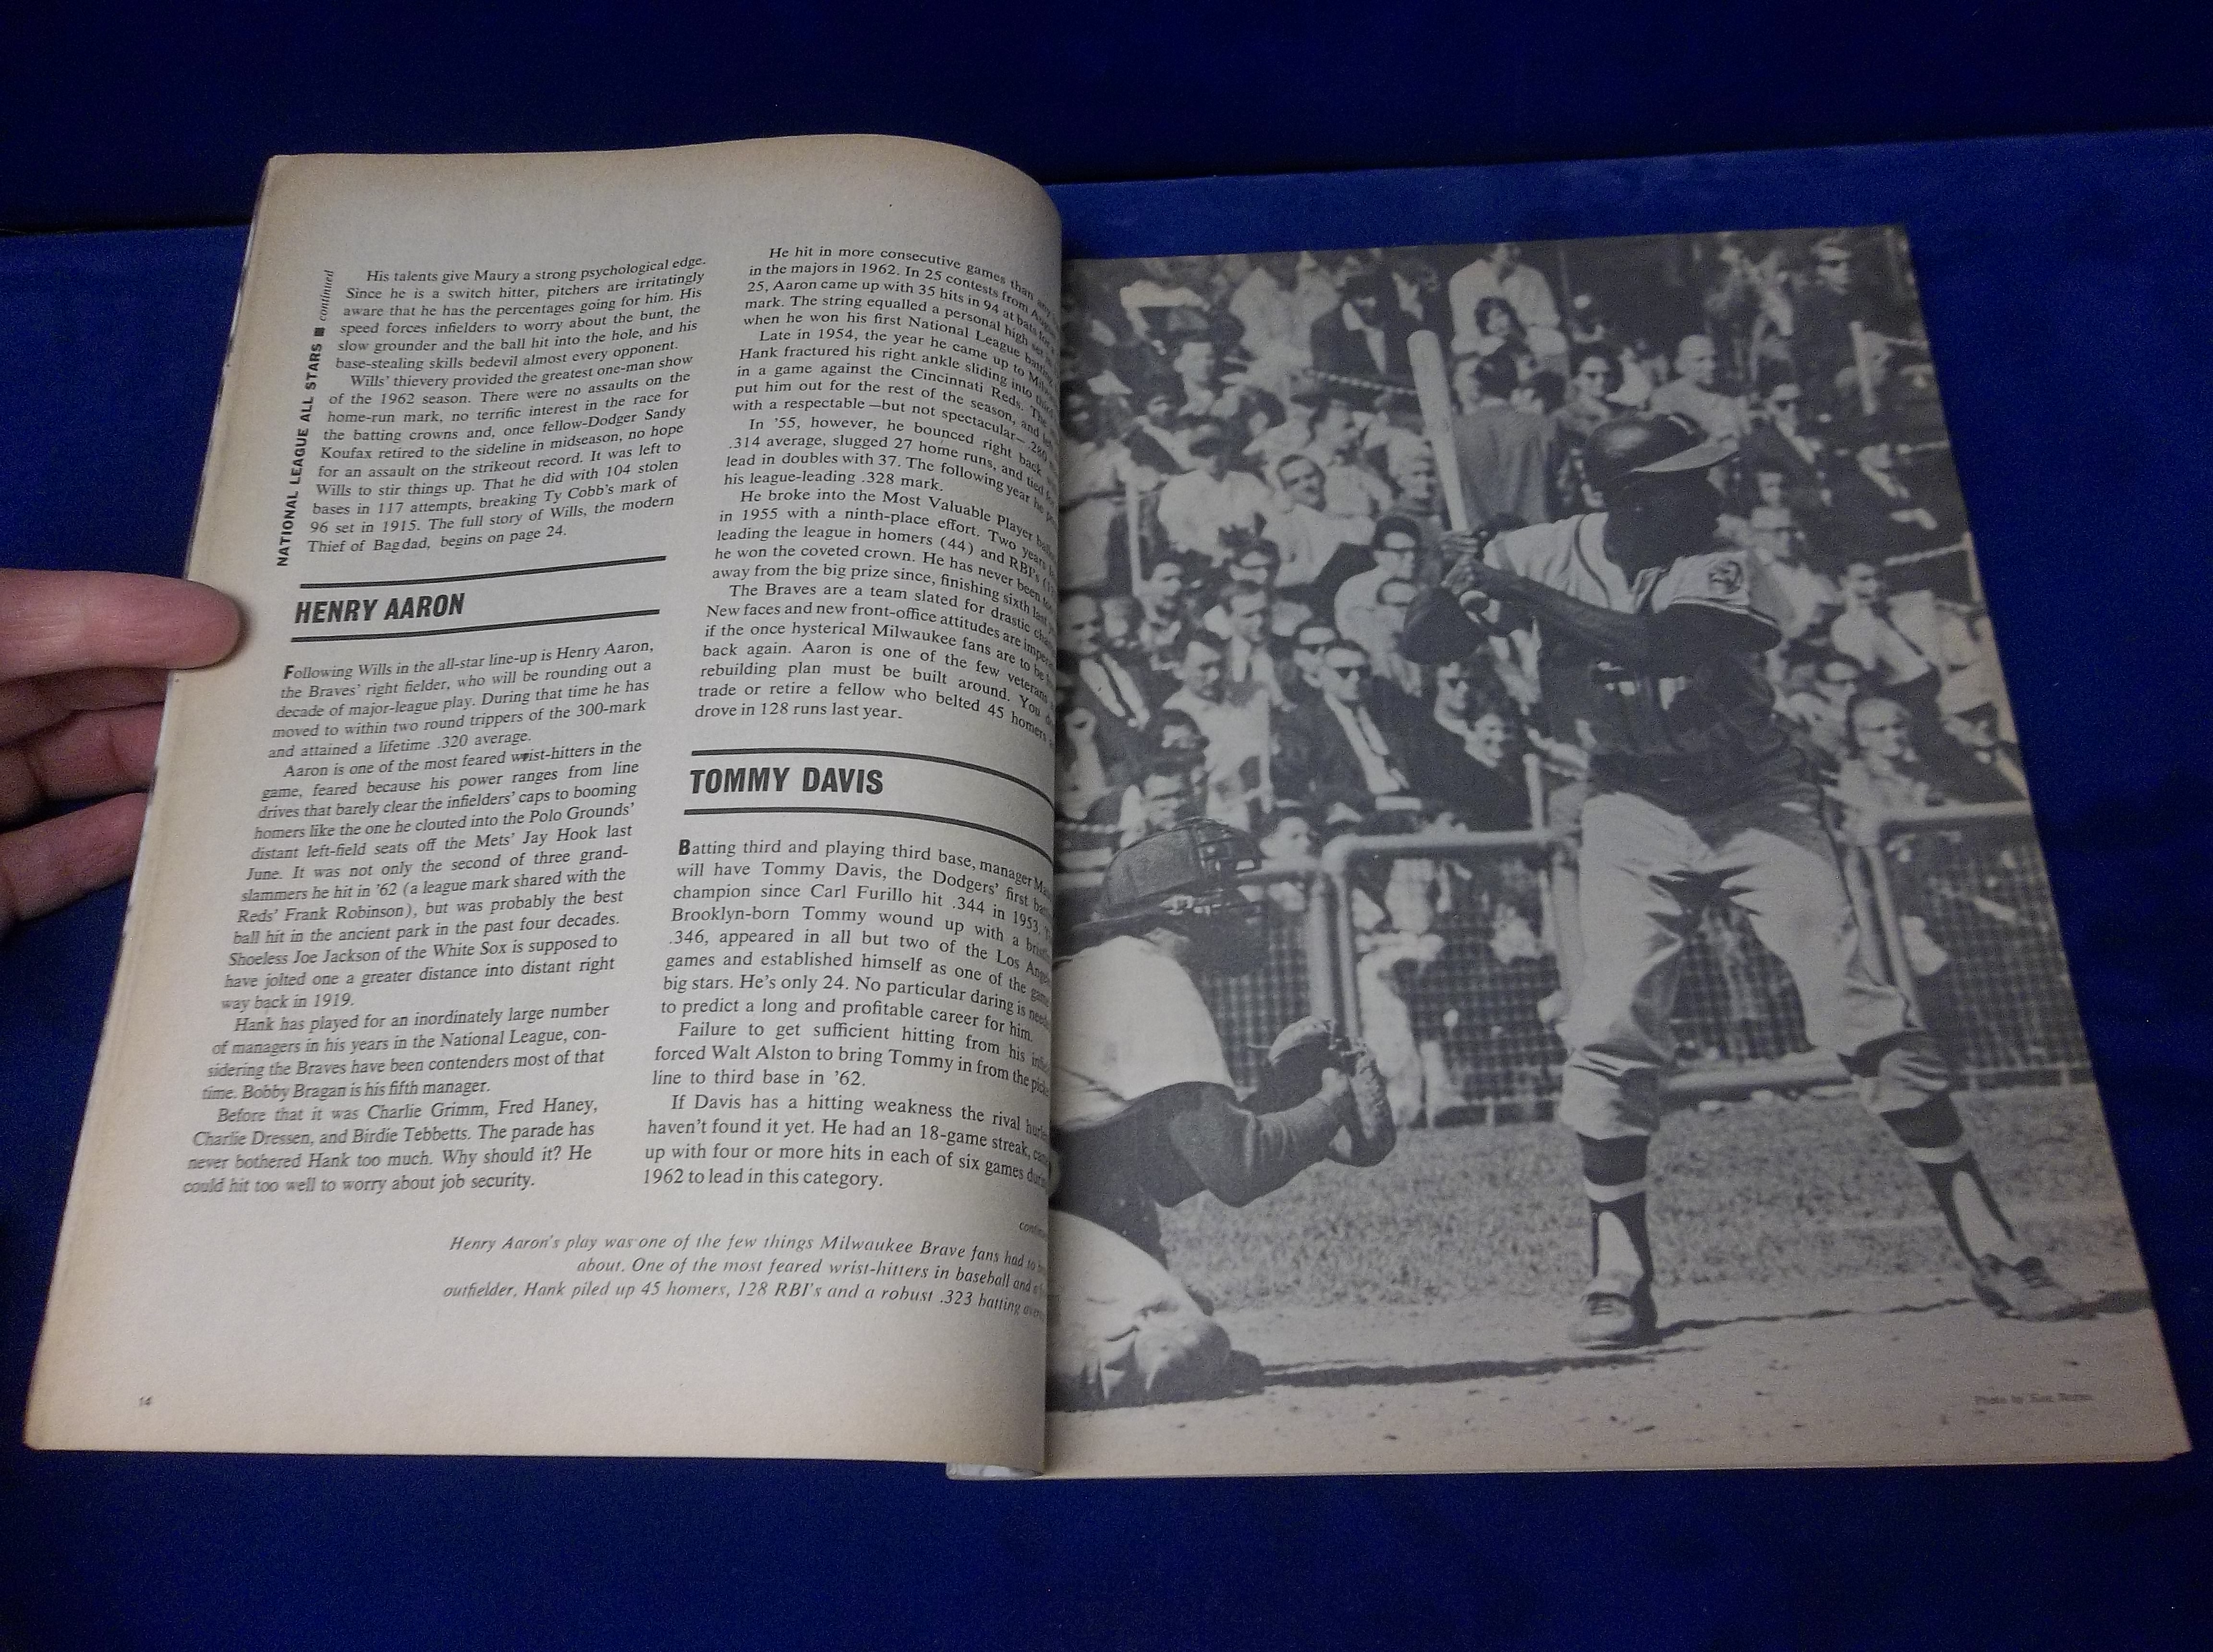 NATIONAL LEAGUE ALL STARS ■ continued
His talents give Maury a strong psychological edge.
Since he is a switch hitter, pitchers are irritatingly
aware that he has the percentages going for him. His
speed forces infielders to worry about the bunt, the
slow grounder and the ball hit into the hole, and his
base-stealing skills bedevil almost every opponent.
Wills' thievery provided the greatest one-man show
of the 1962 season. There were no assaults on the
home-run mark, no terrific interest in the race for
the batting crowns and, once fellow-Dodger Sandy
Koufax retired to the sideline in midseason, no hope
for an assault on the strikeout record. It was left to
Wills to stir things up. That he did with 104 stolen
bases in 117 attempts, breaking Ty Cobb's mark of
96 set in 1915. The full story of Wills, the modern
Thief of Bagdad, begins on page 24.
HENRY AARON
Following Wills in the all-star line-up is Henry Aaron,
the Braves' right fielder, who will be rounding out a
decade of major-league play. During that time he has
moved to within two round trippers of the 300-mark
and attained a lifetime .320 average.
Aaron is one of the most feared wrist-hitters in the
game, feared because his power ranges from line
drives that barely clear the infielders' caps to booming
homers like the one he clouted into the Polo Grounds'
distant left-field seats off the Mets' Jay Hook last
June. It was not only the second of three grand-
slammers he hit in '62 (a league mark shared with the
Reds' Frank Robinson), but was probably the best
ball hit in the ancient park in the past four decades.
Shoeless Joe Jackson of the White Sox is supposed to
have jolted one a greater distance into distant right
way back in 1919.
Hank has played for an inordinately large number
of managers in his years in the National League, con-
sidering the Braves have been contenders most of that
time. Bobby Bragan is his fifth manager.
Before that it was Charlie Grimm, Fred Haney,
Charlie Dressen, and Birdie Tebbetts. The parade has
never bothered Hank too much. Why should it? He
could hit too well to worry about job security.
He hit in more consecutive games than
in the majors in 1962. In 25 contests from
25, Aaron came up with 35 hits in 94 at bats for
mark. The string equalled a personal high set
when he won his first National League batting
Late in 1954, the year he came up to
Hank fractured his right ankle sliding into third
in a game against the Cincinnati Reds.
put him out for the rest of the season, and
with a respectable—but not spectacular—.280
In '55, however, he bounced right back
.314 average, slugged 27 home runs, and tied for
lead in doubles with 37. The following year he
his league-leading .328 mark.
He broke into the Most Valuable Player
in 1955 with a ninth-place effort. Two years
leading the league in homers (44) and RBI's
he won the coveted crown. He has never been too
away from the big prize since, finishing sixth last
The Braves are a team slated for drastic
New faces and new front-office attitudes are
if the once hysterical Milwaukee fans are to be
back again. Aaron is one of the few veterans
rebuilding plan must be built around. You
trade or retire a fellow who belted 45 homers
drove in 128 runs last year.
TOMMY DAVIS
Batting third and playing third base, manager
will have Tommy Davis, the Dodgers' first
champion since Carl Furillo hit .344 in 1953.
Brooklyn-born Tommy wound up with a
.346, appeared in all but two of the Los
games and established himself as one of the
big stars. He's only 24. No particular daring is
to predict a long and profitable career for him.
Failure to get sufficient hitting from his
forced Walt Alston to bring Tommy in from the
line to third base in '62.
If Davis has a hitting weakness the rival
haven't found it yet. He had an 18-game streak,
up with four or more hits in each of six games
1962 to lead in this category.
Henry Aaron's play was one of the few things Milwaukee Brave fans had to
about. One of the most feared wrist-hitters in baseball and a
outfielder, Hank piled up 45 homers, 128 RBI's and a robust .323 batting
14
Photo by